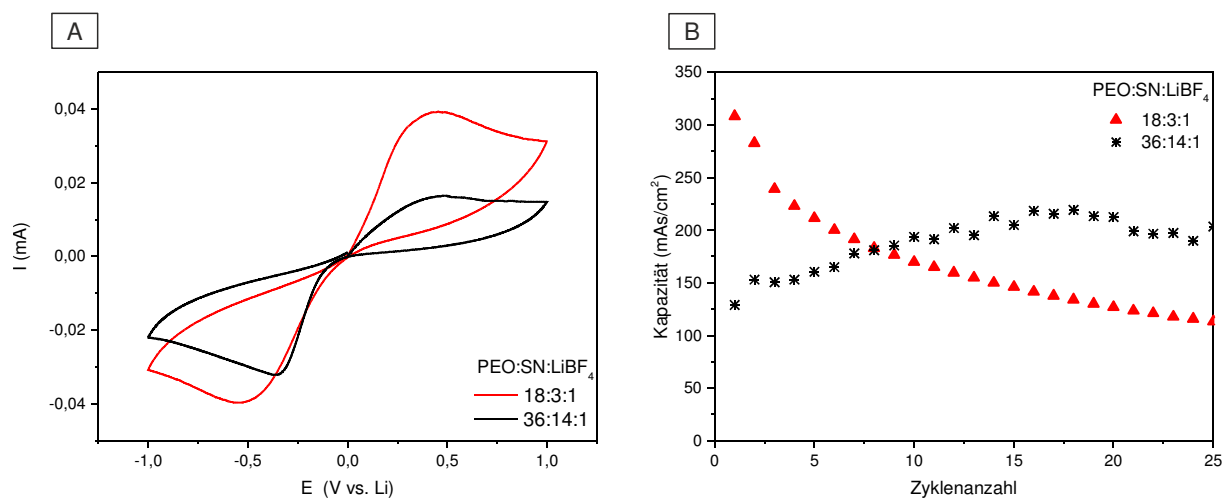 A
I (mA)
0,04
0,02
0,00
-0,02
-0,04
-1,0 -0,5 0,0 0,5 1,0
E (V vs. Li)
PEO:SN:LiBF4
18:3:1
36:14:1
B
Kapazität (mAs/cm²)
350
300
250
200
150
100
50
0
0 5 10 15 20 25
Zyklenanzahl
PEO:SN:LiBF4
18:3:1
36:14:1